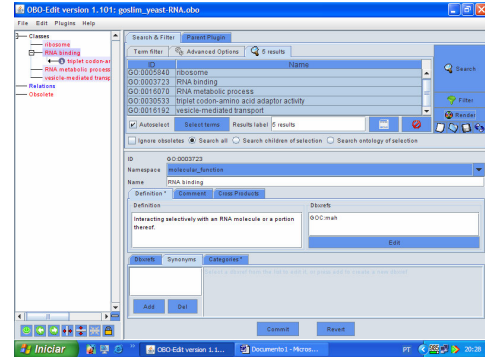 OBO-Edit version 1.101: goslim_yeast-RNA.obo
File Edit Plugins Help
Classes
ribosome
RNA binding
triplet codon-am
RNA metabolic process
vesicle-mediated transp
Relations
Obsolete
Search & Filter Parent Plugin
Term filter Advanced Options 5 results
ID Name
GO:0005840 ribosome
GO:0003723 RNA binding
GO:0016070 RNA metabolic process
GO:0030533 triplet codon-amino acid adaptor activity
GO:0016192 vesicle-mediated transport
Autoselect Select terms Results label 5 results
Ignore obsoletes Search all Search children of selection Search ontology of selection
Search
Filter
Render
ID GO:0003723
Namespace molecular_function
Name RNA binding
Definition * Comment Cross Products
Definition
Interacting selectively with an RNA molecule or a portion
thereof.
Dbxrefs
GOC:mah
Edit
Dbxrefs Synonyms Categories *
Add Del
Commit Revert
Iniciar
OBO-Edit version 1.1... Documento1 - Micros...
PT 20:28